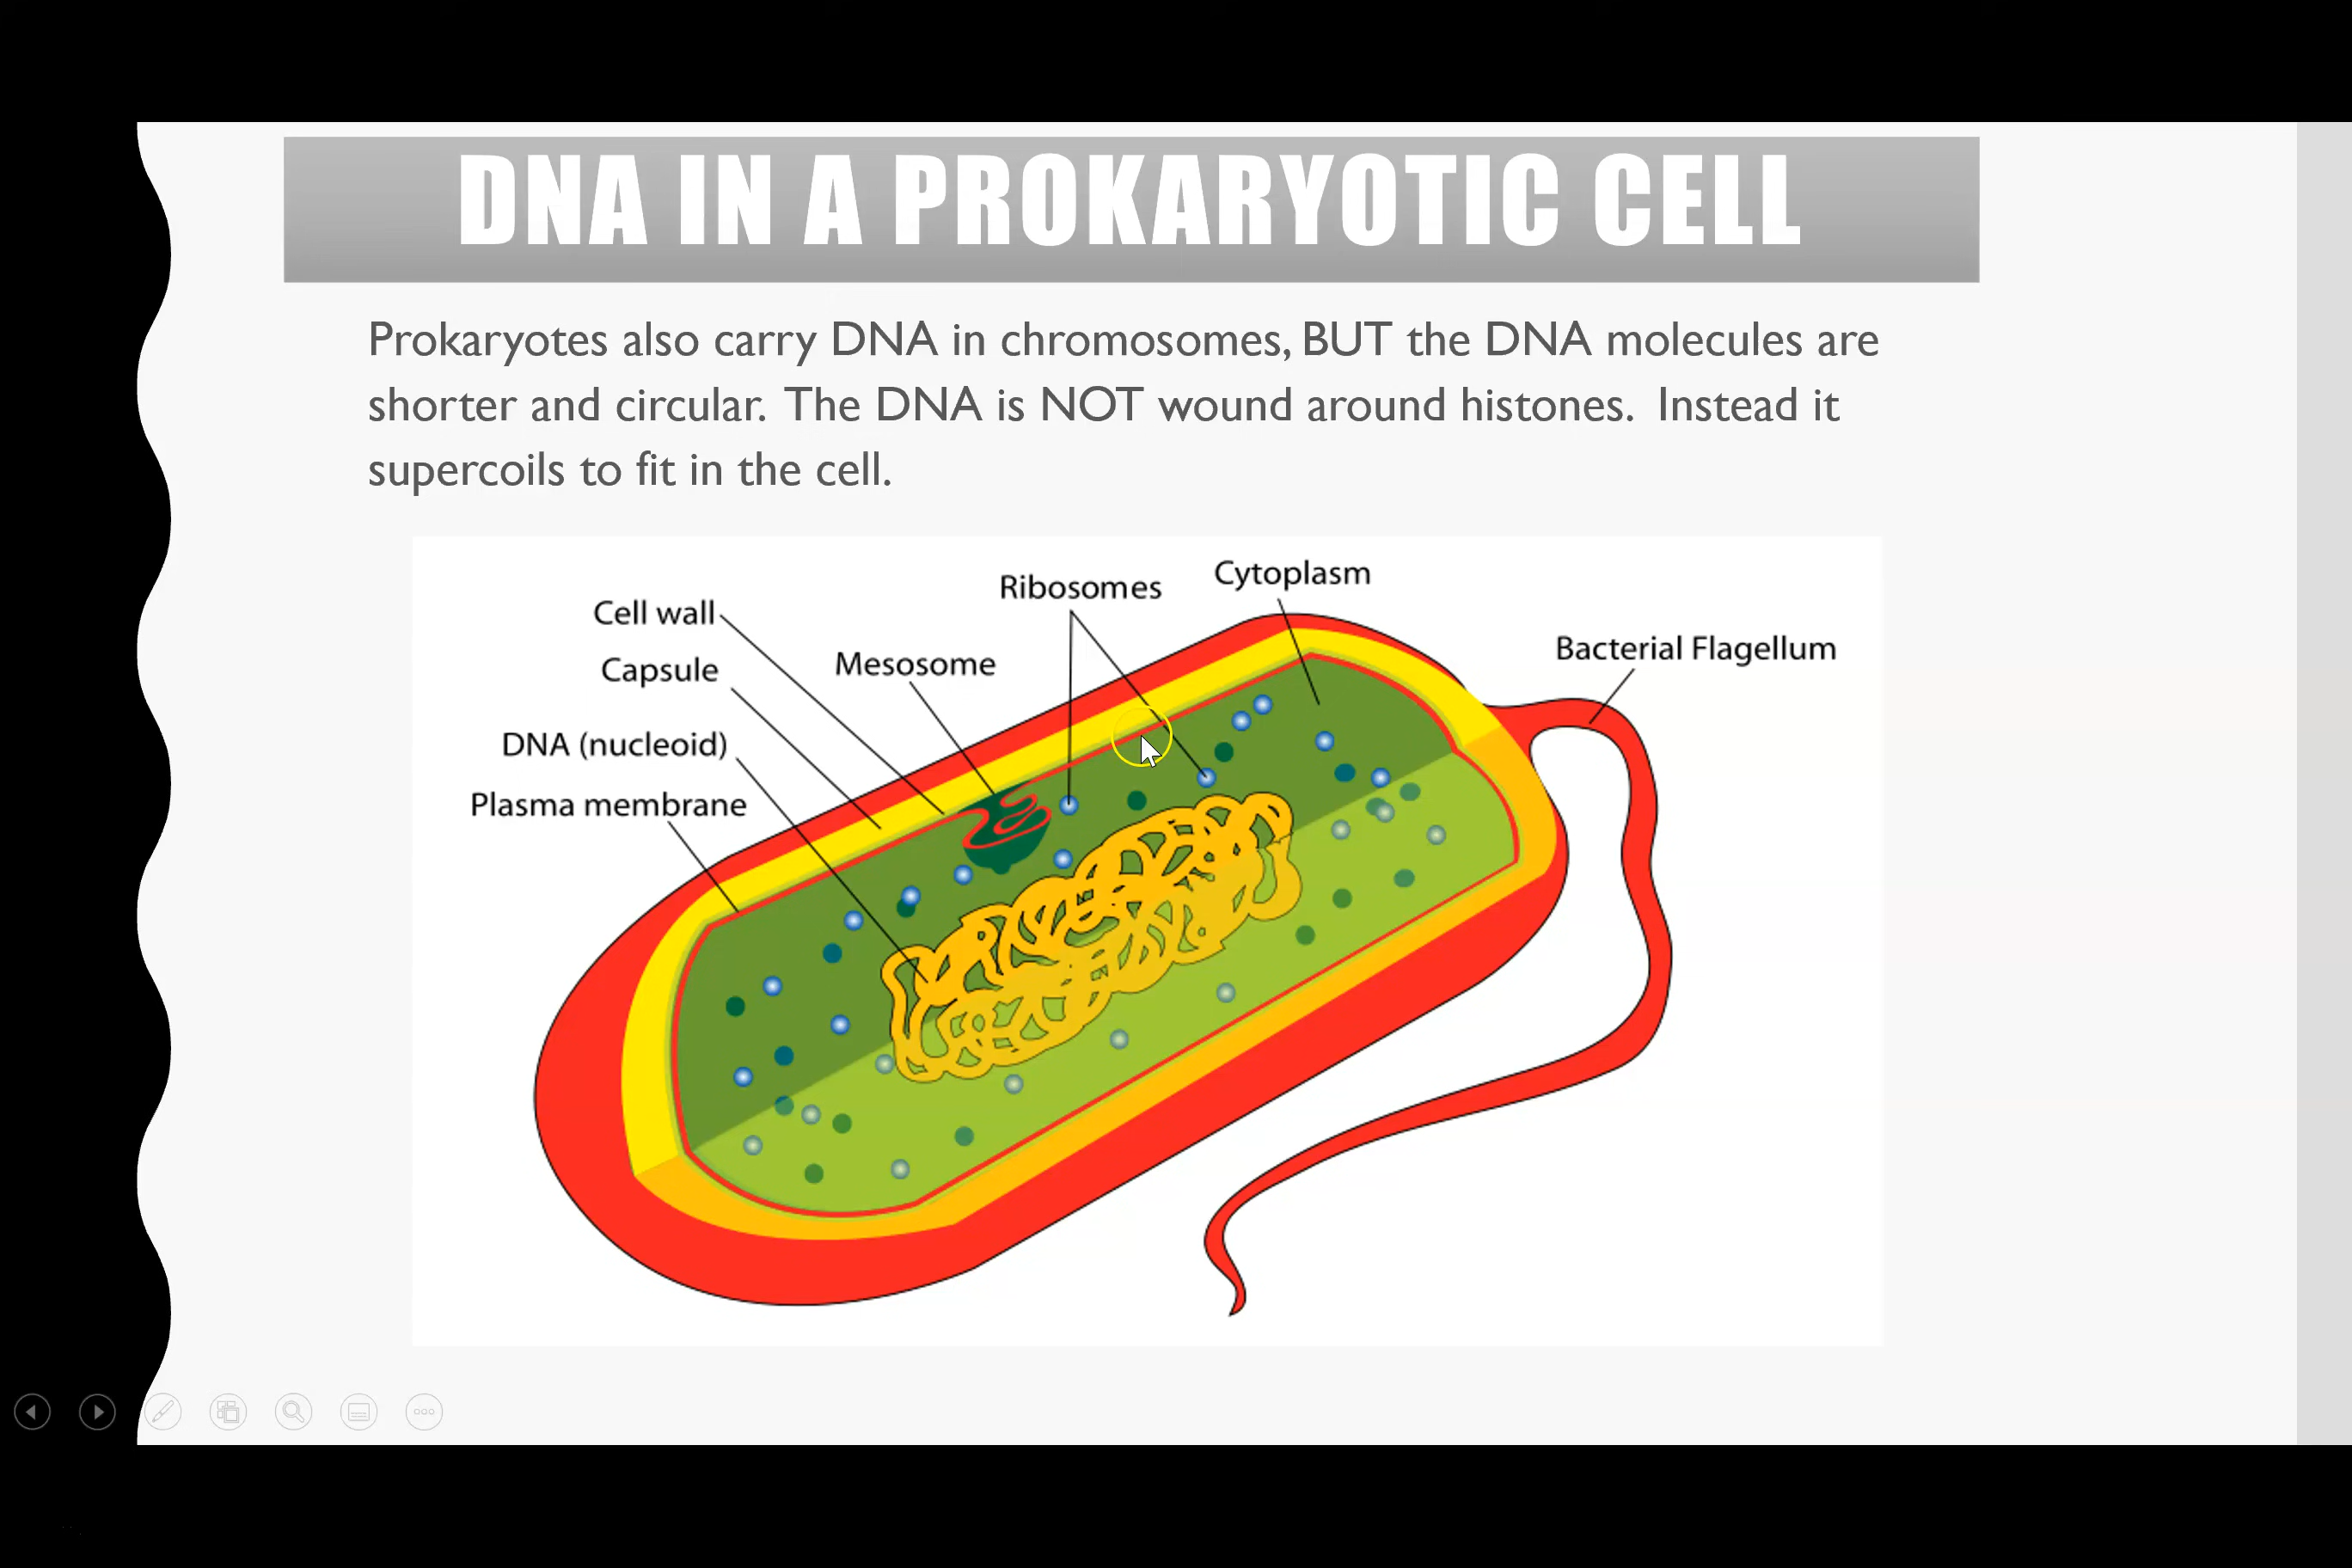 DNA IN A PROKARYOTIC CELL
Prokaryotes also carry DNA in chromosomes, BUT the DNA molecules are
shorter and circular. The DNA is NOT wound around histones. Instead it
supercoils to fit in the cell.
Cytoplasm
Ribosomes
Cell wall
Bacterial Flagellum
Mesosome
Capsule
DNA (nucleoid)
Plasma membrane